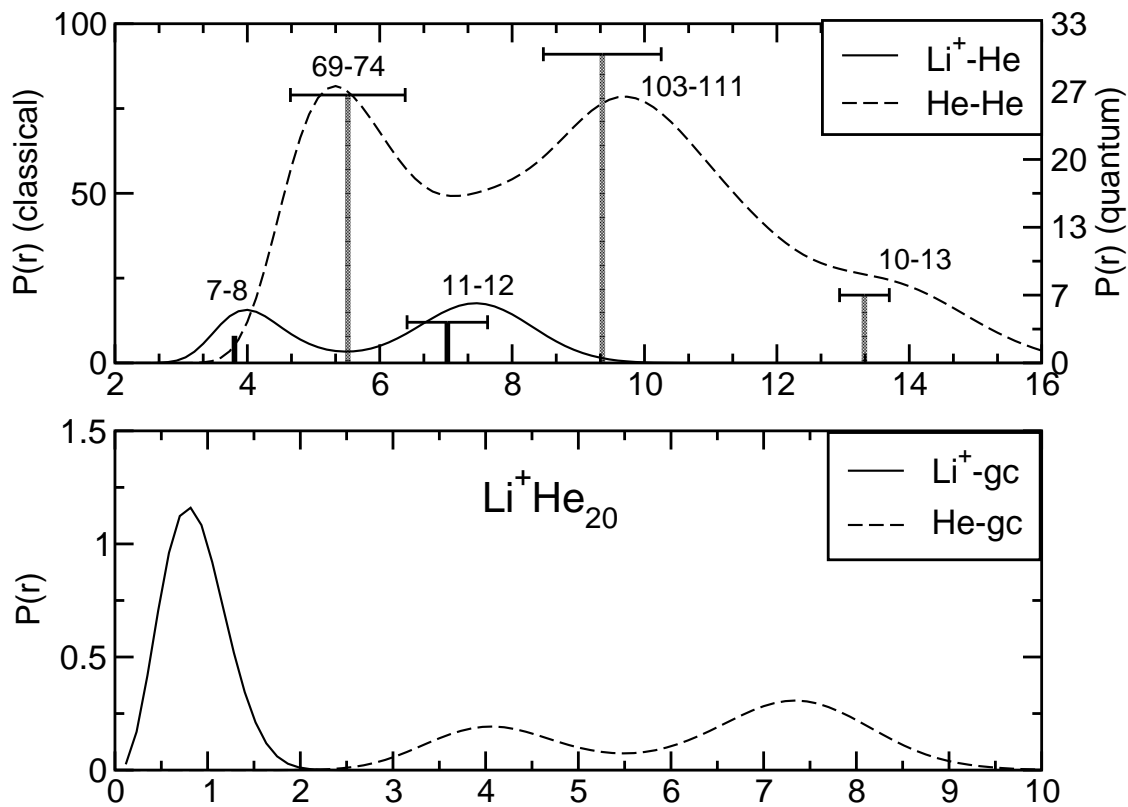 100
33
69-74
Li⁺-He
He-He
103-111
27
20
P(r) (classical)
P(r) (quantum)
50
13
10-13
7-8
11-12
7
0
0
2 4 6 8 10 12 14 16
1.5
Li⁺-gc
He-gc
Li⁺He₂₀
1
P(r)
0.5
0
0 1 2 3 4 5 6 7 8 9 10